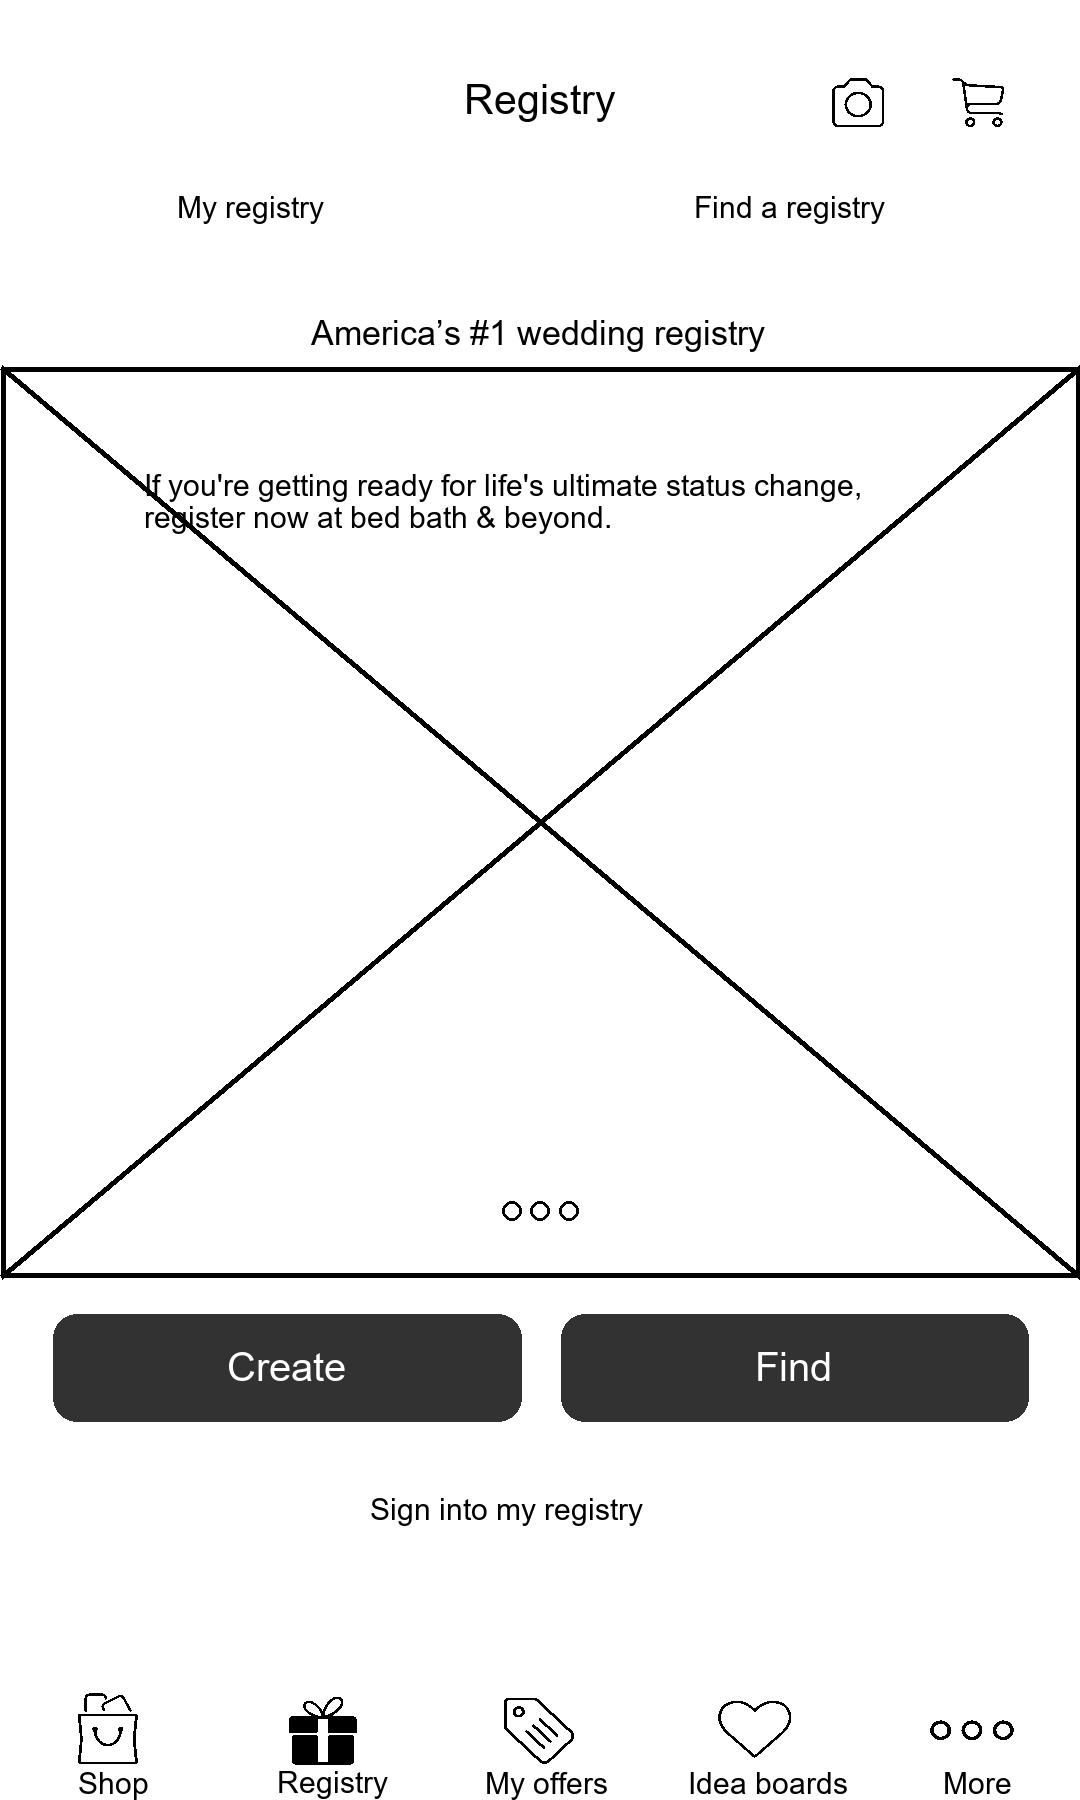 Registry
My registry
Find a registry
America’s #1 wedding registry
If you're getting ready for life's ultimate status change,
register now at bed bath & beyond.
Create
Find
Sign into my registry
Shop
Registry
My offers
Idea boards
More